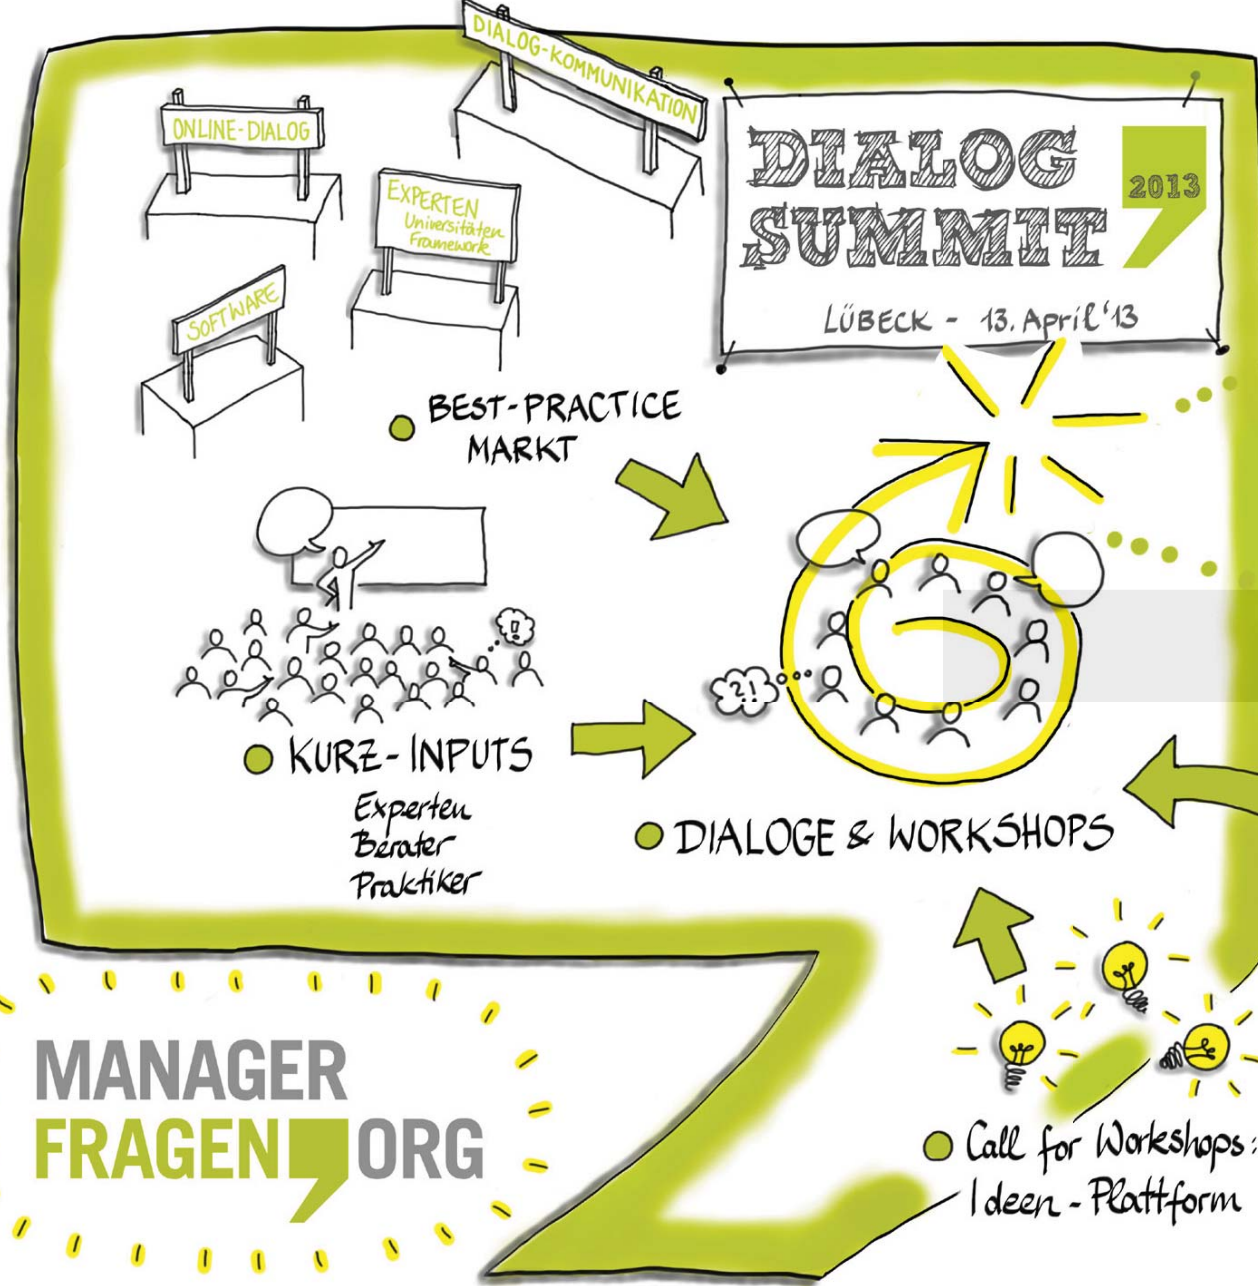 DIALOG-KOMMUNIKATION
ONLINE-DIALOG
EXPERTEN
Universitäten
Framework
SOFTWARE
DIALOG
SUMMIT
2013
LÜBECK - 13. April '13
BEST-PRACTICE
MARKT
!
?!
KURZ-INPUTS
Experten
Berater
Praktiker
DIALOGE & WORKSHOPS
MANAGER
FRAGEN ORG
Call for Workshops:
Ideen-Plattform